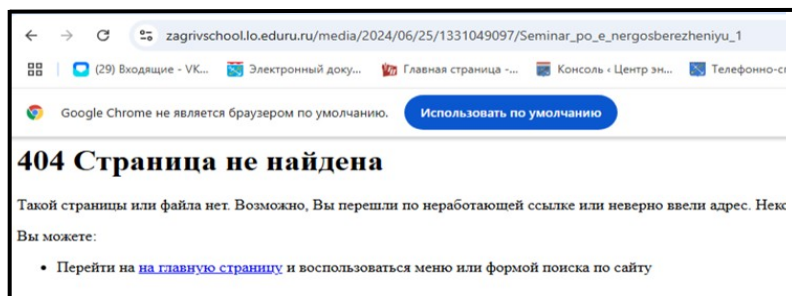 zagrivschool.lo.eduru.ru/media/2024/06/25/1331049097/Seminar_po_e_nergosberezheniyu_1
(29) Входящие - VK... Электронный доку... Главная страница -... Консоль ‹ Центр эн... Телефонно-сп
Google Chrome не является браузером по умолчанию. Использовать по умолчанию
404 Страница не найдена
Такой страницы или файла нет. Возможно, Вы перешли по неработающей ссылке или неверно ввели адрес. Неко
Вы можете:
• Перейти на на главную страницу и воспользоваться меню или формой поиска по сайту